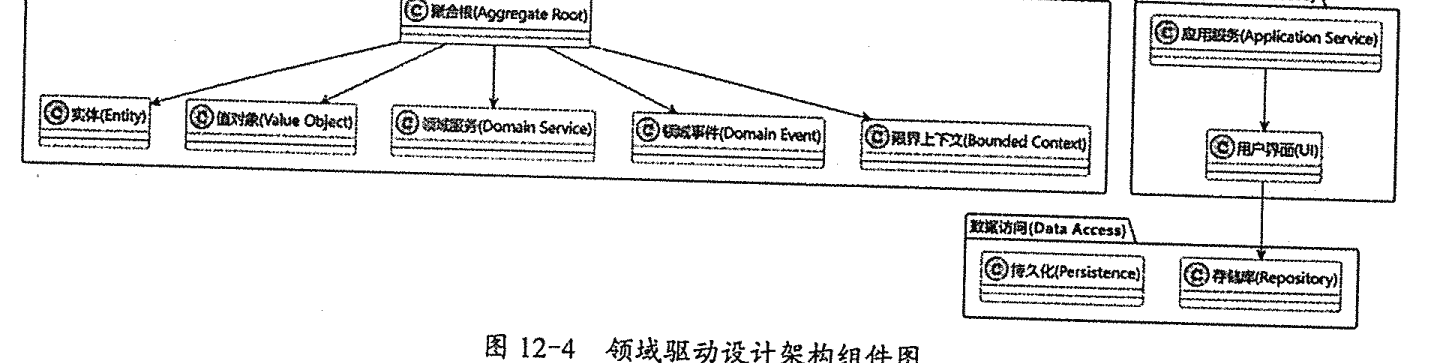 C 聚合根(Aggregate Root)
C 应用服务(Application Service)
C 实体(Entity)
C 值对象(Value Object)
C 领域服务(Domain Service)
C 领域事件(Domain Event)
C 限界上下文(Bounded Context)
C 用户界面(UI)
数据访问(Data Access)
C 持久化(Persistence)
C 存储库(Repository)
图 12-4 领域驱动设计架构组件图